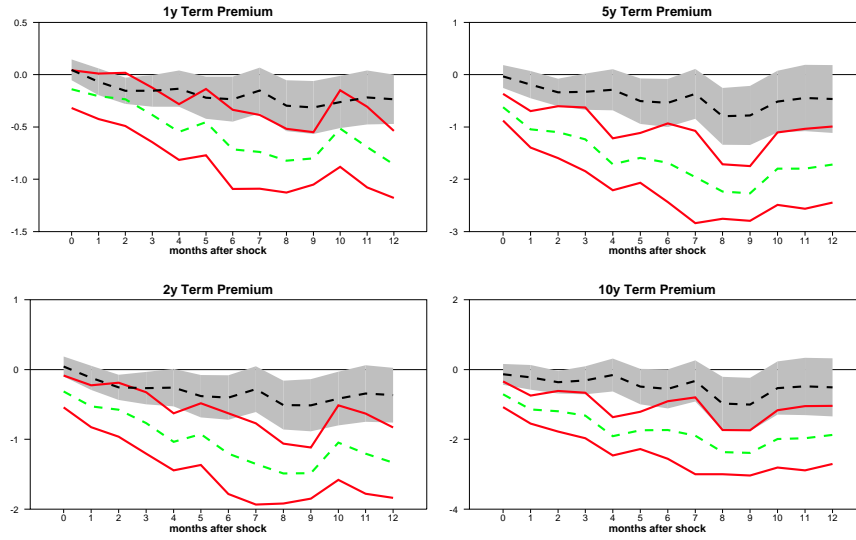 1y Term Premium
0.5
0.0
-0.5
-1.0
-1.5
0 1 2 3 4 5 6 7 8 9 10 11 12
months after shock
5y Term Premium
1
0
-1
-2
-3
0 1 2 3 4 5 6 7 8 9 10 11 12
months after shock
2y Term Premium
1
0
-1
-2
0 1 2 3 4 5 6 7 8 9 10 11 12
months after shock
10y Term Premium
2
0
-2
-4
0 1 2 3 4 5 6 7 8 9 10 11 12
months after shock